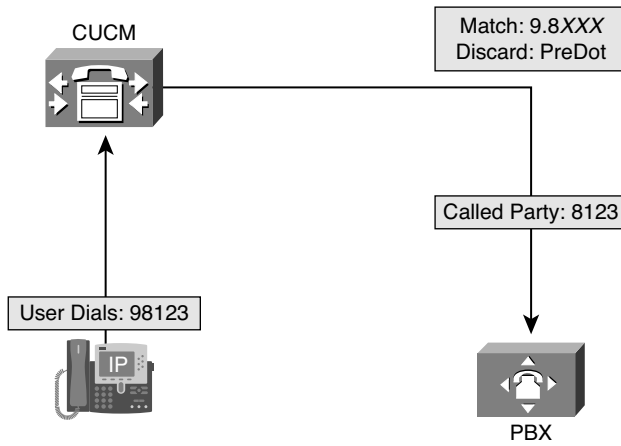 CUCM
Match: 9.8XXX
Discard: PreDot
Called Party: 8123
User Dials: 98123
IP
PBX